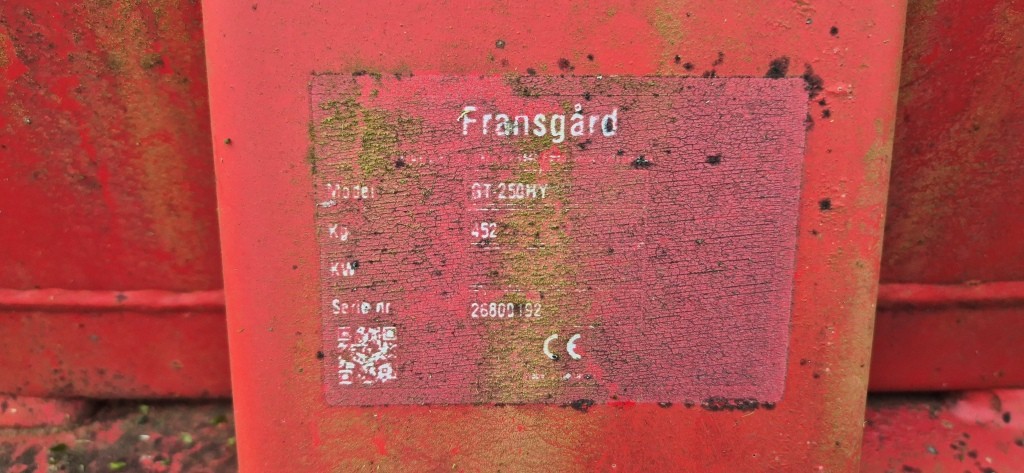 Fransgård
Model GT 250HY
Kg 452
KW
Serie nr 26800192
CE